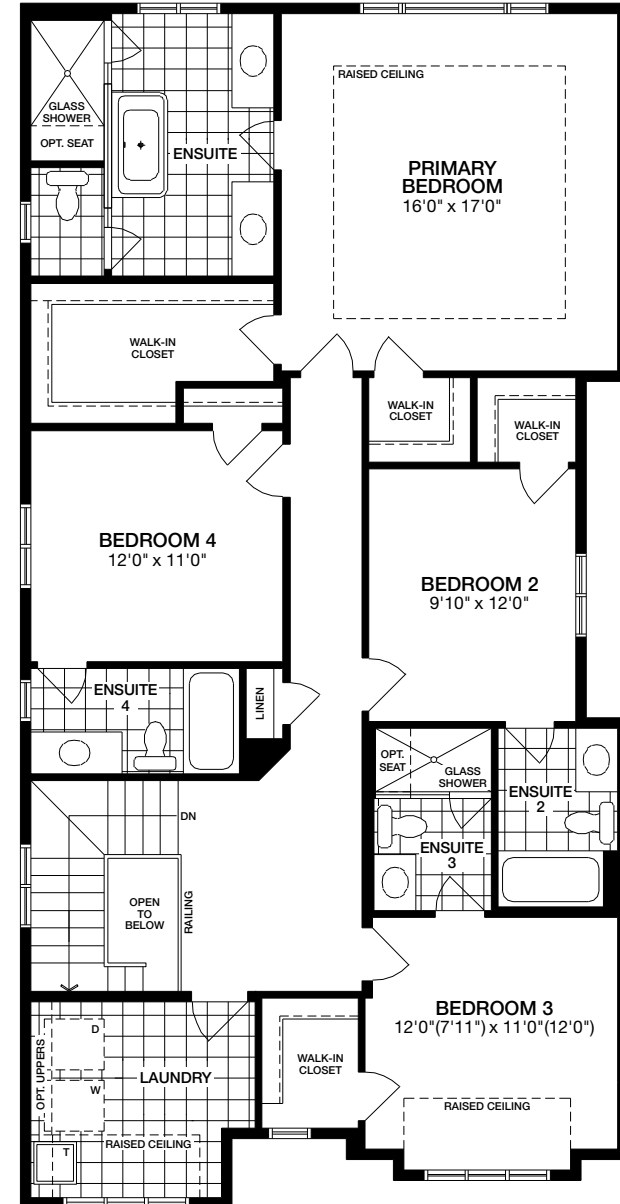 GLASS
SHOWER
OPT. SEAT
ENSUITE
RAISED CEILING
PRIMARY
BEDROOM
16'0" x 17'0"
WALK-IN
CLOSET
WALK-IN
CLOSET
WALK-IN
CLOSET
BEDROOM 4
12'0" x 11'0"
BEDROOM 2
9'10" x 12'0"
ENSUITE
4
LINEN
OPT.
SEAT
GLASS
SHOWER
ENSUITE
2
ENSUITE
3
DN
OPEN
TO
BELOW
RAILING
BEDROOM 3
12'0"(7'11") x 11'0"(12'0")
OPT. UPPERS
D
W
T
LAUNDRY
RAISED CEILING
WALK-IN
CLOSET
RAISED CEILING